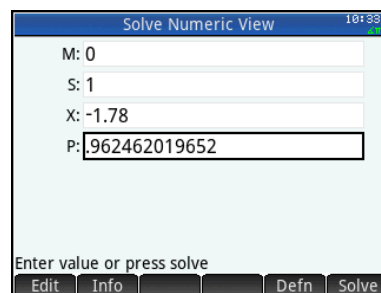 Solve Numeric View 10:33
M: 0
S: 1
X: -1.78
P: .962462019652
Enter value or press solve
Edit Info Defn Solve